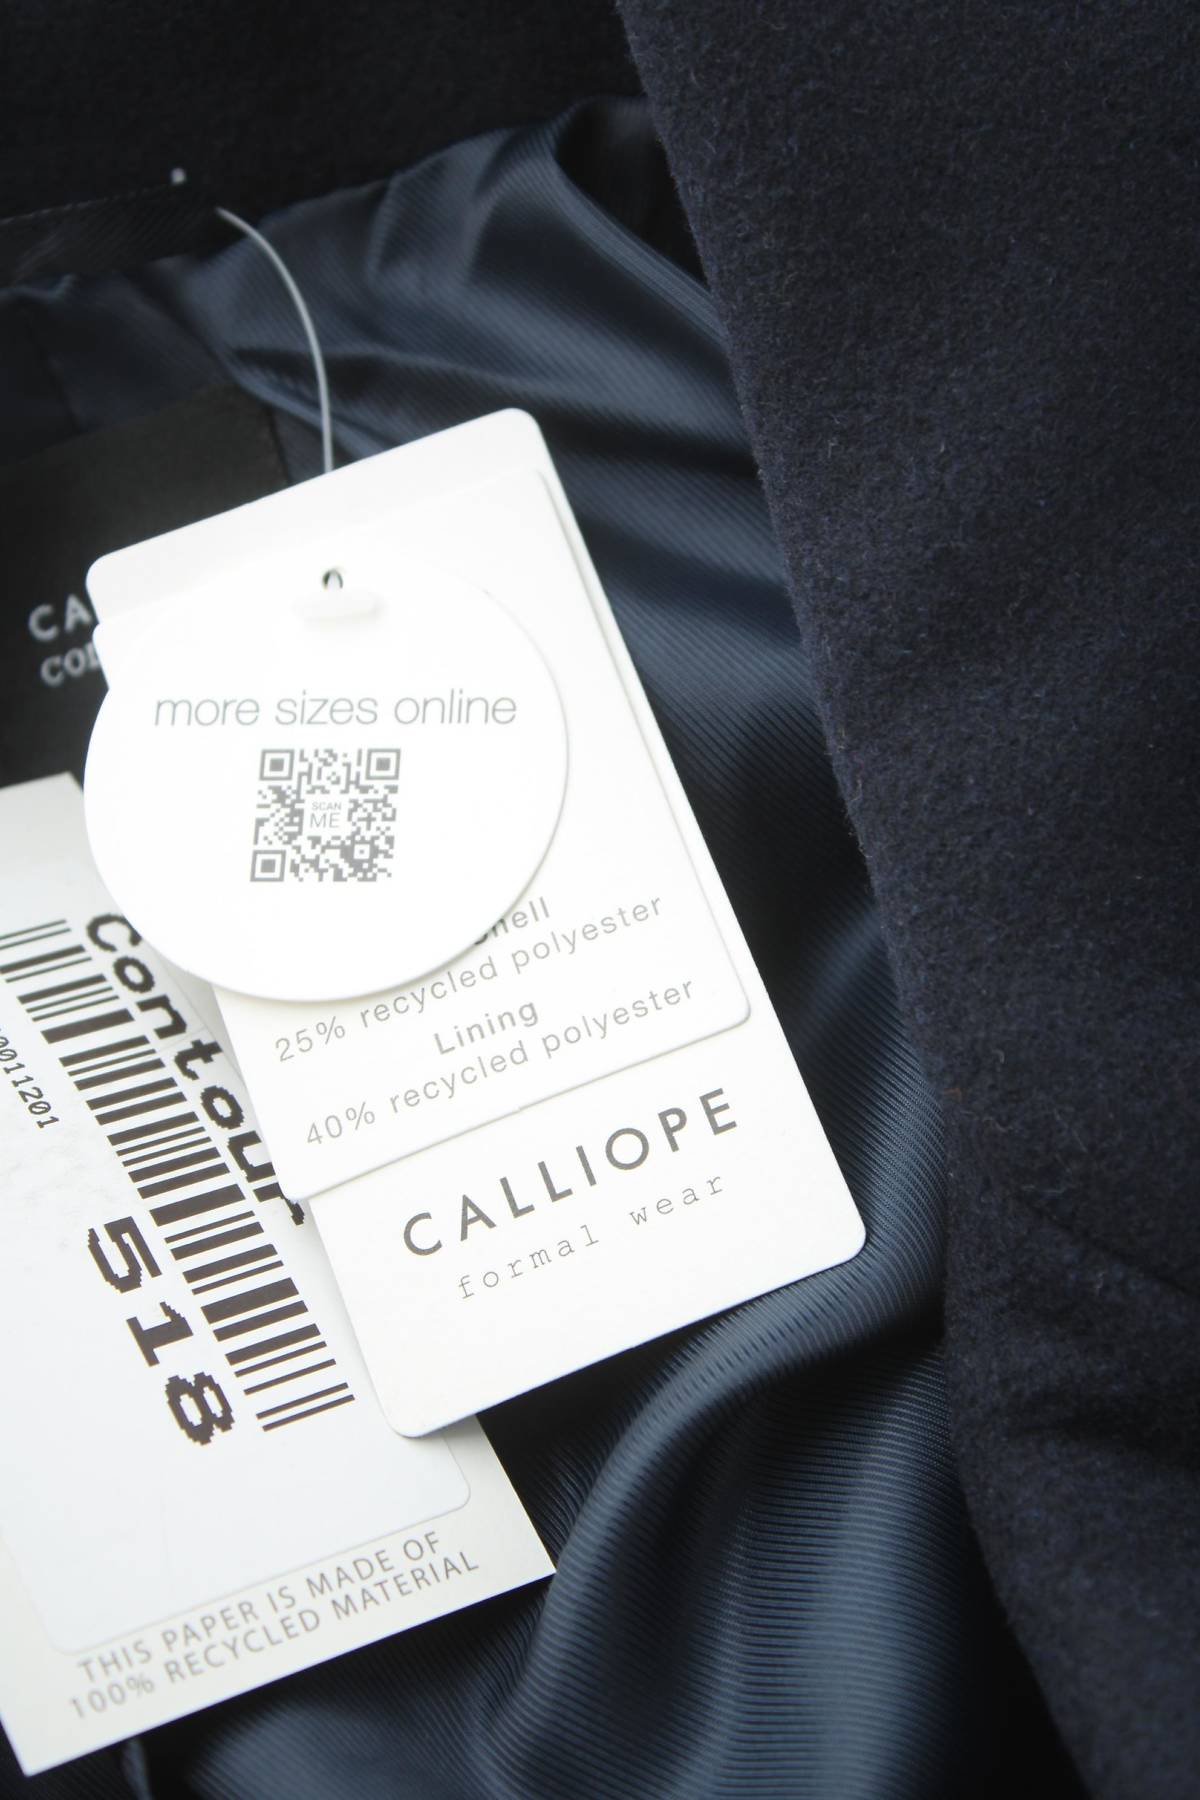 more sizes online
SCAN
ME
25% recycled polyester
Lining
40% recycled polyester
CALLIOPE
formal wear
Contour
518
THIS PAPER IS MADE OF
100% RECYCLED MATERIAL